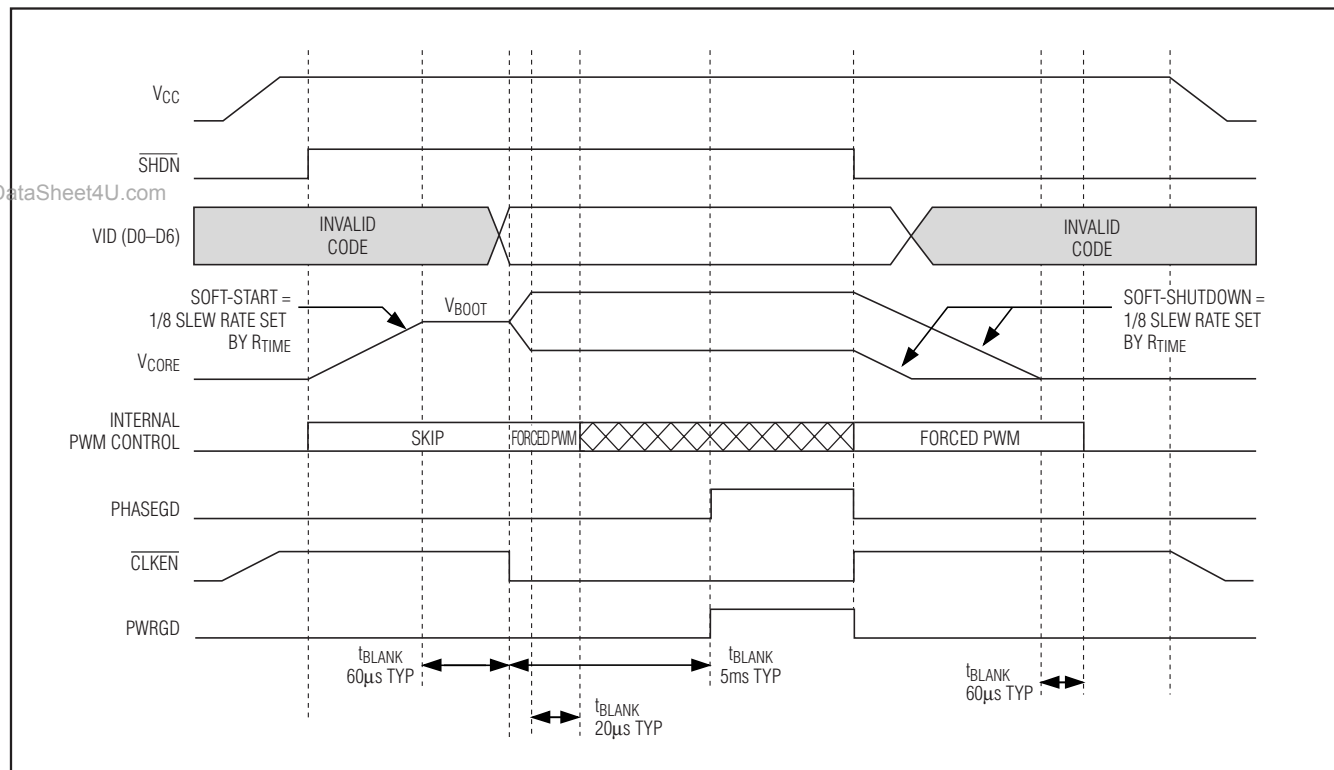 VCC
SHDN
DataSheet4U.com
VID (D0–D6)
INVALID
CODE
INVALID
CODE
SOFT-START =
1/8 SLEW RATE SET
BY RTIME
VBOOT
SOFT-SHUTDOWN =
1/8 SLEW RATE SET
BY RTIME
VCORE
INTERNAL
PWM CONTROL
SKIP
FORCED PWM
FORCED PWM
PHASEGD
CLKEN
PWRGD
tBLANK
60µs TYP
tBLANK
5ms TYP
tBLANK
60µs TYP
tBLANK
20µs TYP